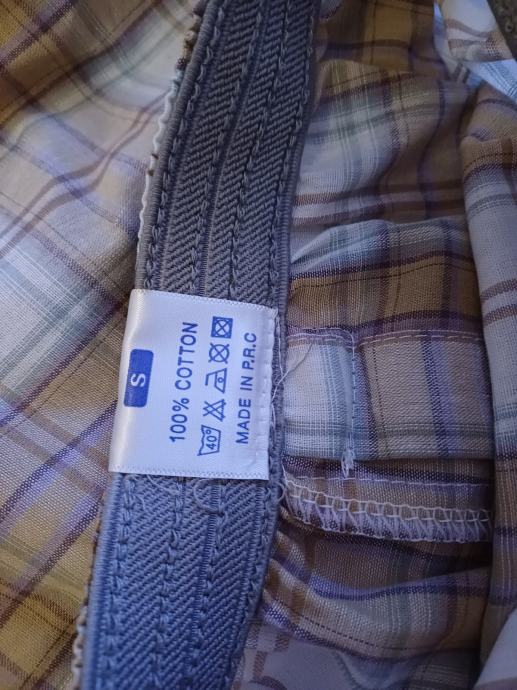 S
100% COTTON
40°
MADE IN P.R.C